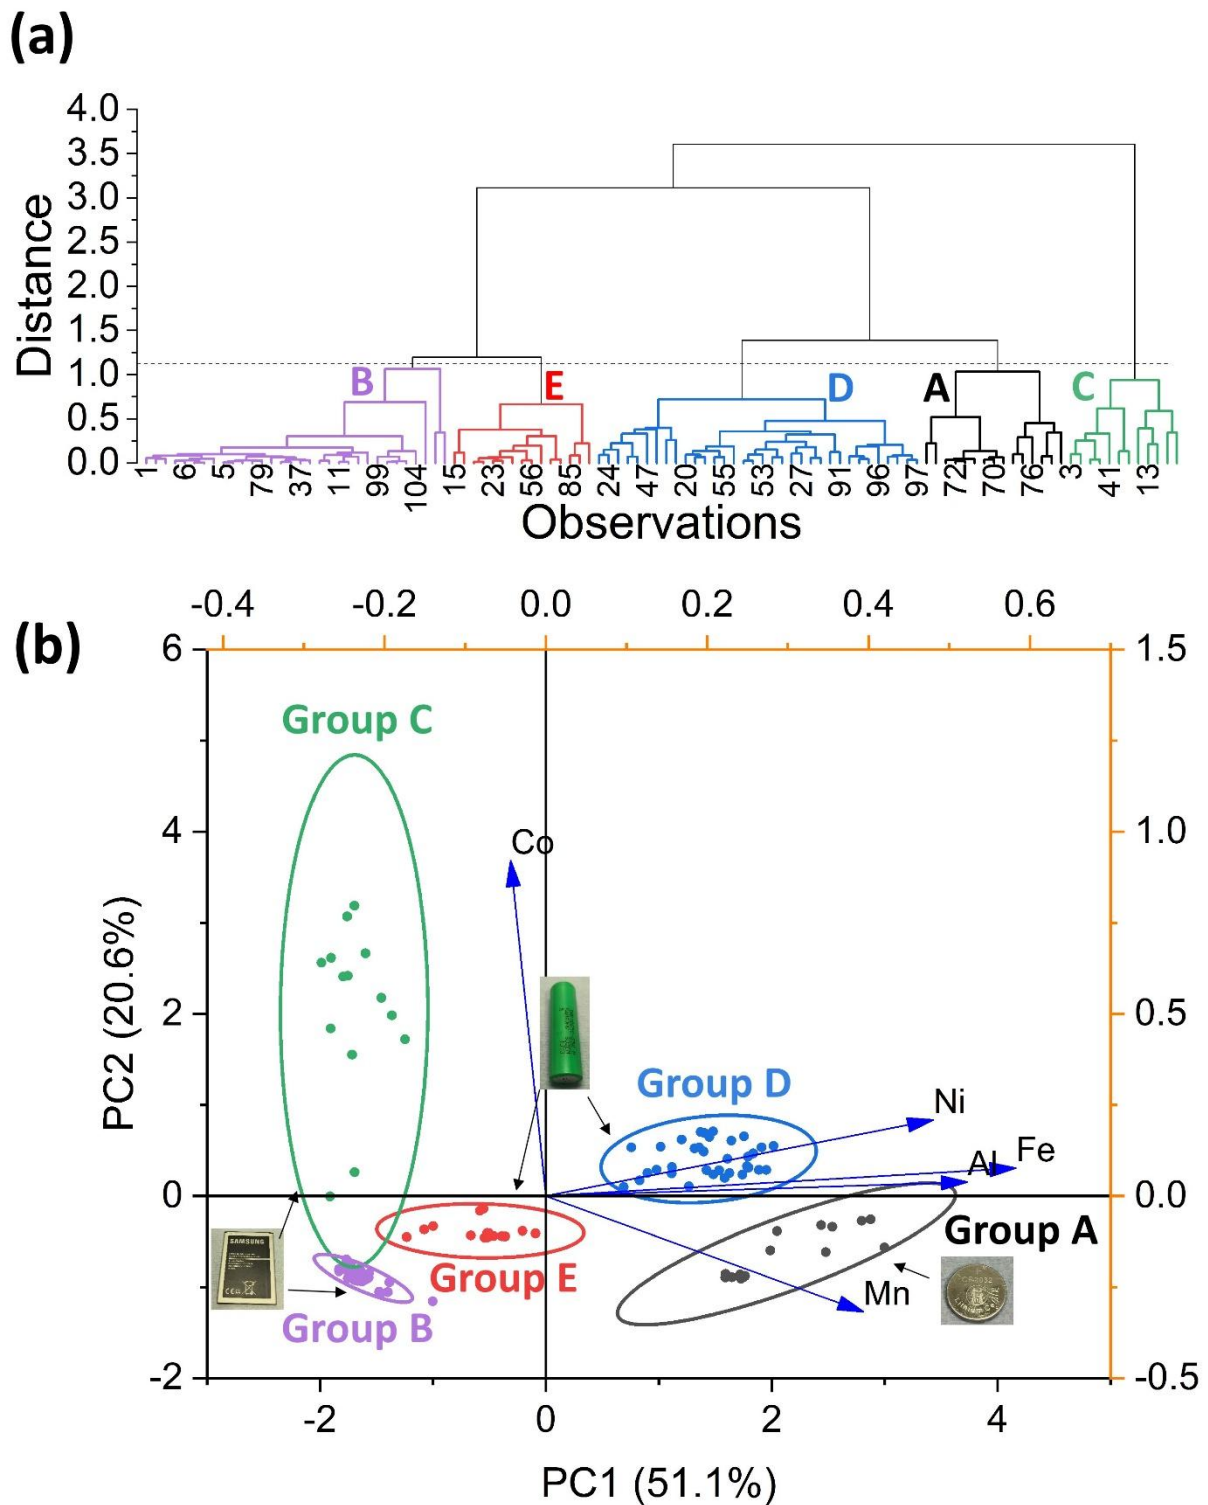 (a)
4.0
3.5
3.0
2.5
2.0
1.5
1.0
0.5
0.0
Distance
B E D A C
1 6 5 79 37 11 99 104 15 23 56 85 24 47 20 55 53 27 91 96 97 72 70 76 3 41 13
Observations
(b)
-0.4 -0.2 0.0 0.2 0.4 0.6
6 1.5
Group C
4 1.0
Co
PC2 (20.6%)
2 0.5
Group D
Ni
Fe
Al
0 0.0
Group A
SAMSUNG
Group E
Mn
Group B
-2 -0.5
-2 0 2 4
PC1 (51.1%)